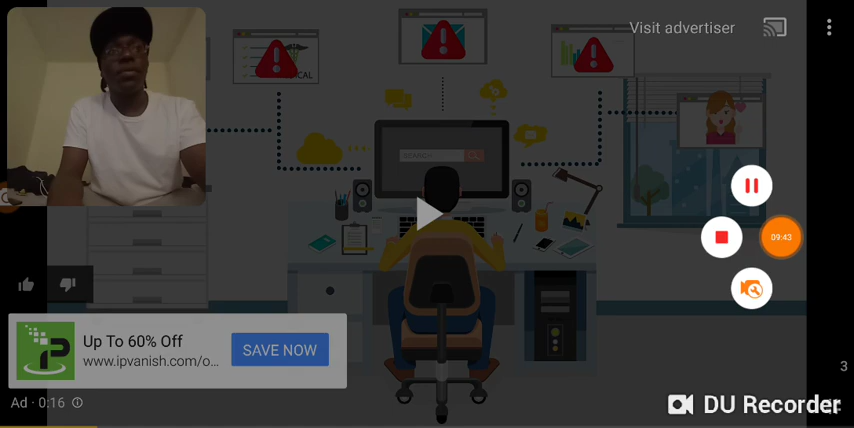 Visit advertiser
CAL
SEARCH
09:43
Up To 60% Off
www.ipvanish.com/o...
SAVE NOW
Ad · 0:16
3
DU Recorder